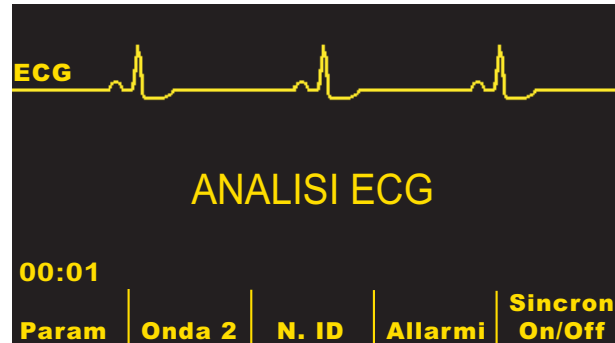 ECG
ANALISI ECG
00:01
Param
Onda 2
N. ID
Allarmi
Sincron
On/Off